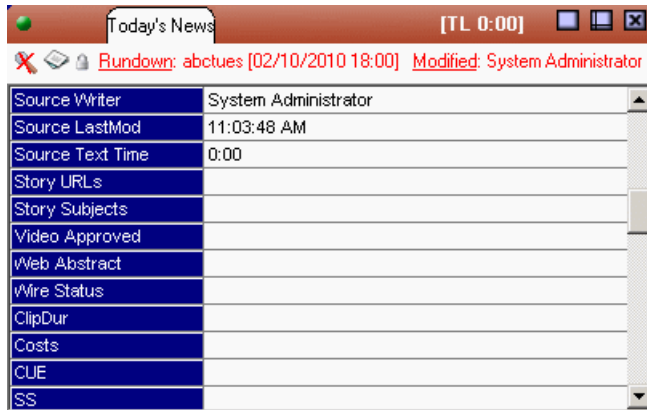 Today's News [TL 0:00]
Rundown: abctues [02/10/2010 18:00] Modified: System Administrator
Source Writer System Administrator
Source LastMod 11:03:48 AM
Source Text Time 0:00
Story URLs
Story Subjects
Video Approved
Web Abstract
Wire Status
ClipDur
Costs
CUE
SS